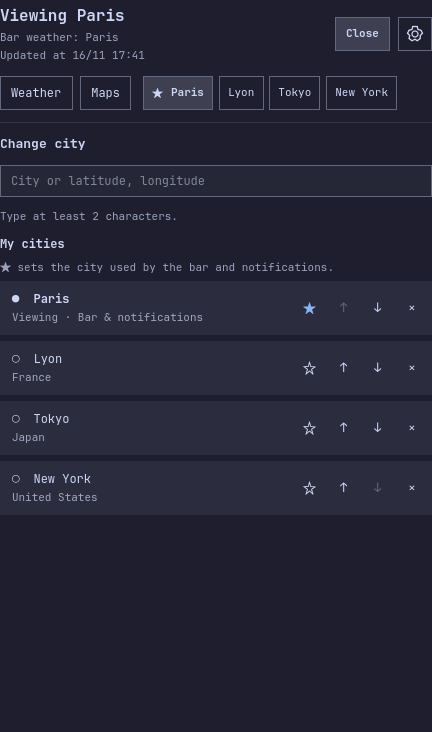 Viewing Paris
Bar weather: Paris
Updated at 16/11 17:41
Close
Weather Maps ★ Paris Lyon Tokyo New York
Change city
City or latitude, longitude
Type at least 2 characters.
My cities
★ sets the city used by the bar and notifications.
● Paris ★ ↑ ↓ ×
Viewing · Bar & notifications
○ Lyon ☆ ↑ ↓ ×
France
○ Tokyo ☆ ↑ ↓ ×
Japan
○ New York ☆ ↑ ↓ ×
United States